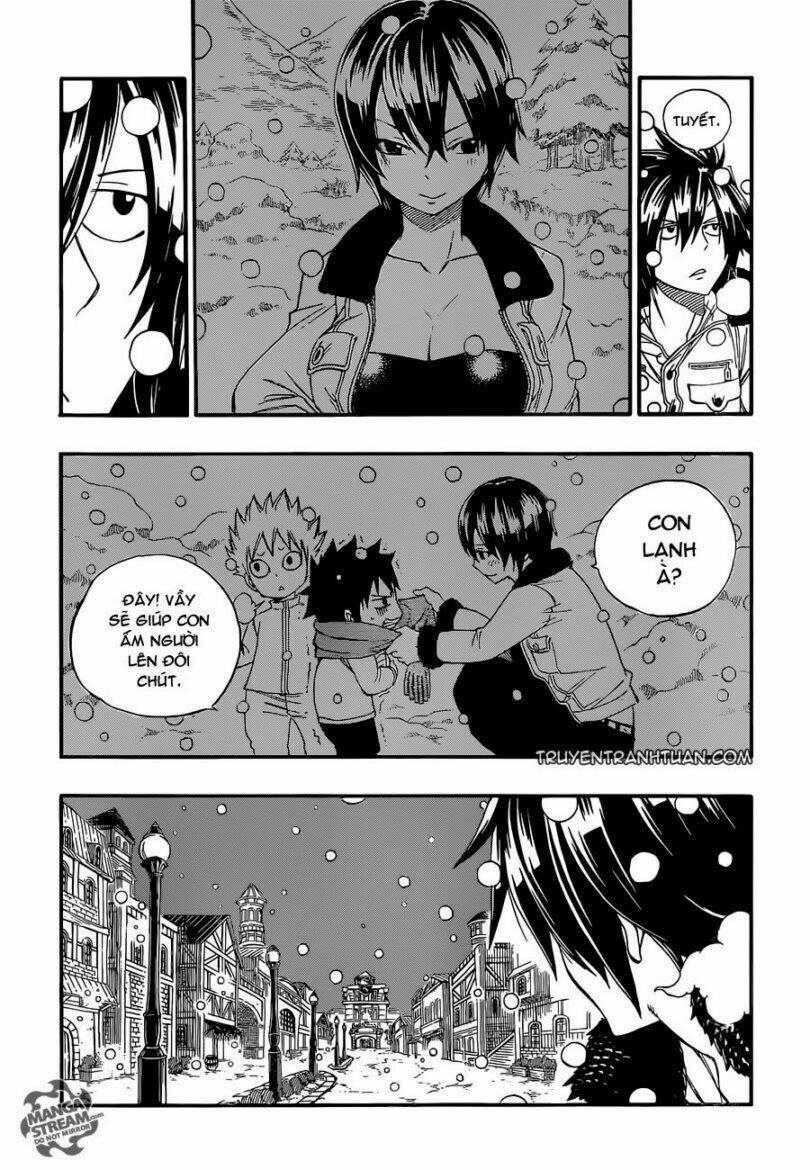 TUYẾT.
CON
LẠNH
À?
ĐÂY! VẦY
SẼ GIÚP CON
ẤM NGƯỜI
LÊN ĐÔI
CHÚT.
TRUYENTRANHTUAN.COM
MANGA
STREAM.com
DO NOT MIRROR!